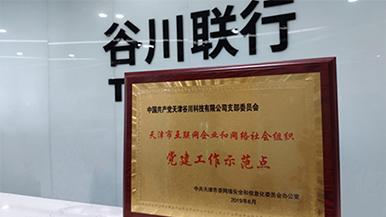 谷川联行
T
中国共产党天津谷川科技有限公司支部委员会
天津市互联网企业和网络社会组织
党建工作示范点
中共天津市委网络安全和信息化委员会办公室
2019年6月